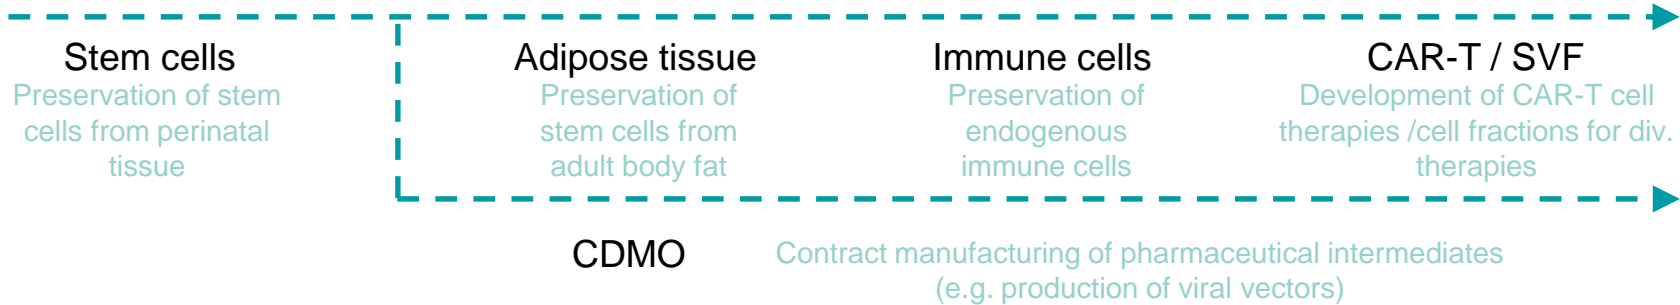 Stem cells
Preservation of stem
cells from perinatal
tissue
Adipose tissue
Preservation of
stem cells from
adult body fat
Immune cells
Preservation of
endogenous
immune cells
CAR-T / SVF
Development of CAR-T cell
therapies /cell fractions for div.
therapies
CDMO
Contract manufacturing of pharmaceutical intermediates
(e.g. production of viral vectors)